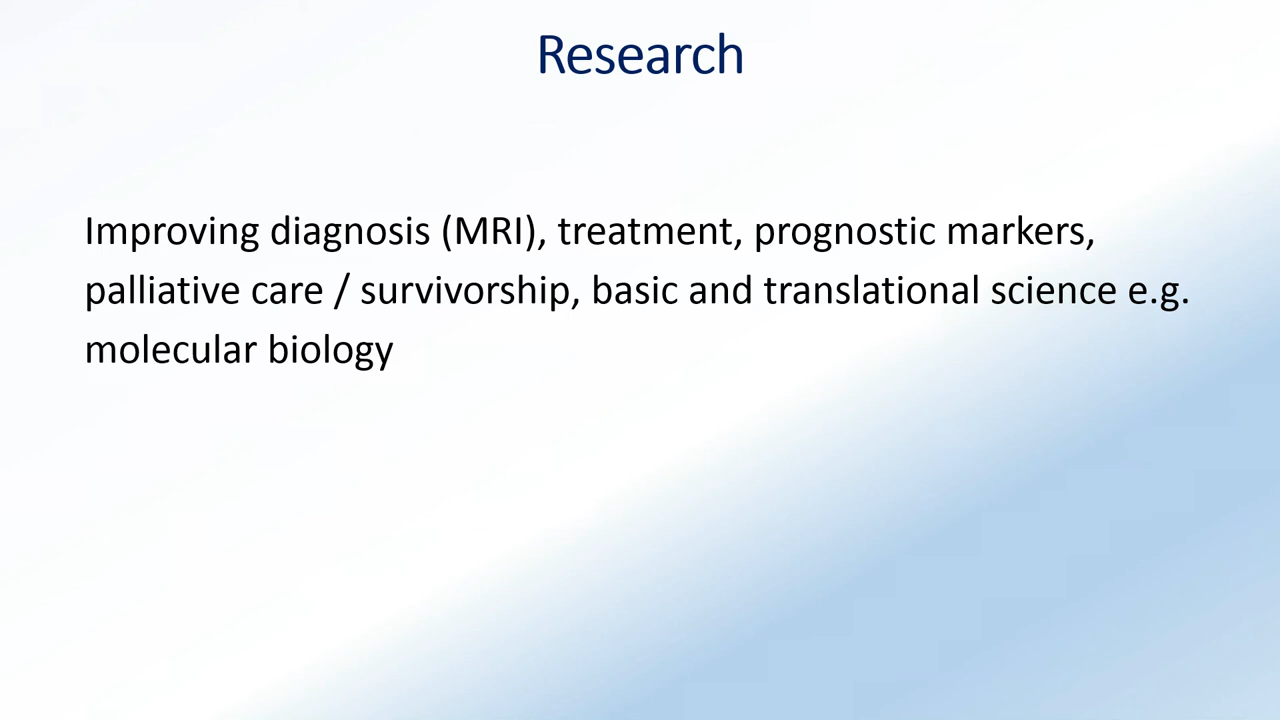 Research
Improving diagnosis (MRI), treatment, prognostic markers,
palliative care / survivorship, basic and translational science e.g.
molecular biology